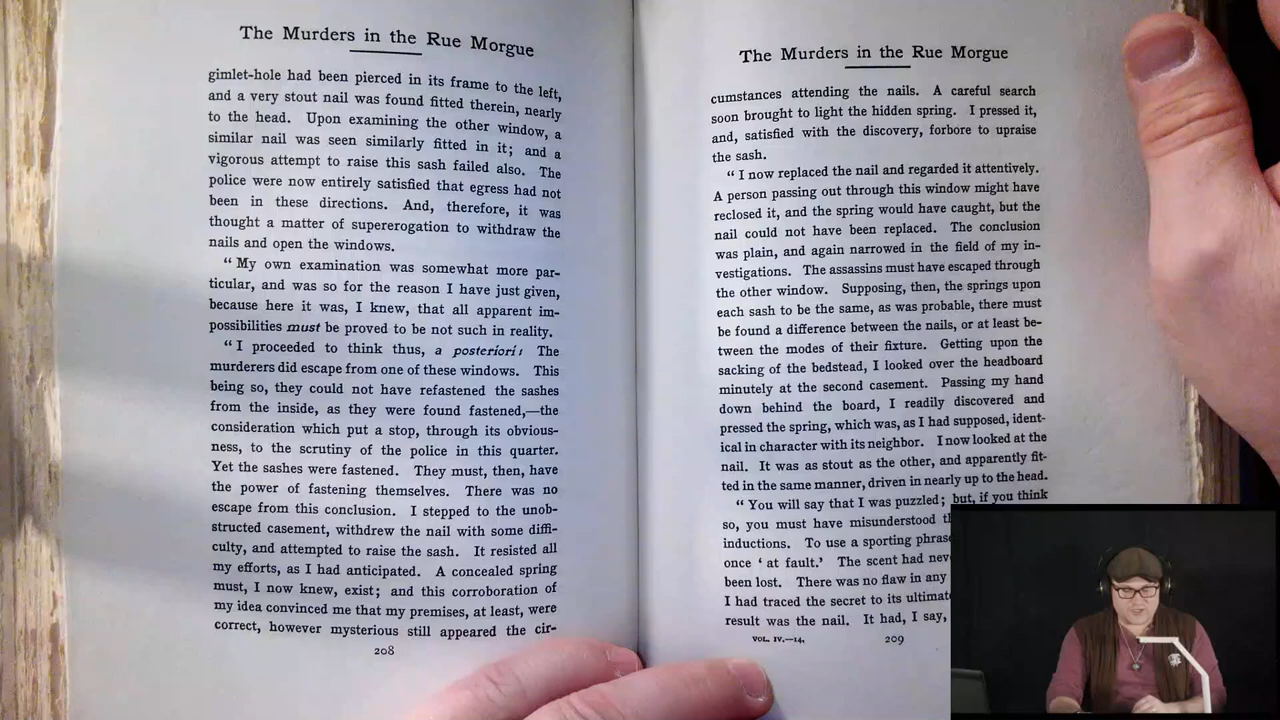 The Murders in the Rue Morgue
gimlet-hole had been pierced in its frame to the left,
and a very stout nail was found fitted therein, nearly
to the head. Upon examining the other window, a
similar nail was seen similarly fitted in it; and a
vigorous attempt to raise this sash failed also. The
police were now entirely satisfied that egress had not
been in these directions. And, therefore, it was
thought a matter of supererogation to withdraw the
nails and open the windows.
“ My own examination was somewhat more par-
ticular, and was so for the reason I have just given,
because here it was, I knew, that all apparent im-
possibilities must be proved to be not such in reality.
“ I proceeded to think thus, a posteriori: The
murderers did escape from one of these windows. This
being so, they could not have refastened the sashes
from the inside, as they were found fastened,—the
consideration which put a stop, through its obvious-
ness, to the scrutiny of the police in this quarter.
Yet the sashes were fastened. They must, then, have
the power of fastening themselves. There was no
escape from this conclusion. I stepped to the unob-
structed casement, withdrew the nail with some diffi-
culty, and attempted to raise the sash. It resisted all
my efforts, as I had anticipated. A concealed spring
must, I now knew, exist; and this corroboration of
my idea convinced me that my premises, at least, were
correct, however mysterious still appeared the cir-
208
The Murders in the Rue Morgue
cumstances attending the nails. A careful search
soon brought to light the hidden spring. I pressed it,
and, satisfied with the discovery, forbore to upraise
the sash.
“ I now replaced the nail and regarded it attentively.
A person passing out through this window might have
reclosed it, and the spring would have caught, but the
nail could not have been replaced. The conclusion
was plain, and again narrowed in the field of my in-
vestigations. The assassins must have escaped through
the other window. Supposing, then, the springs upon
each sash to be the same, as was probable, there must
be found a difference between the nails, or at least be-
tween the modes of their fixture. Getting upon the
sacking of the bedstead, I looked over the headboard
minutely at the second casement. Passing my hand
down behind the board, I readily discovered and
pressed the spring, which was, as I had supposed, ident-
ical in character with its neighbor. I now looked at the
nail. It was as stout as the other, and apparently fit-
ted in the same manner, driven in nearly up to the head.
“ You will say that I was puzzled; but, if you think
so, you must have misunderstood
inductions. To use a sporting phrase
once ‘ at fault.’ The scent had
been lost. There was no flaw in any
I had traced the secret to its
result was the nail. It had, I say,
VOL. IV.—14.
209